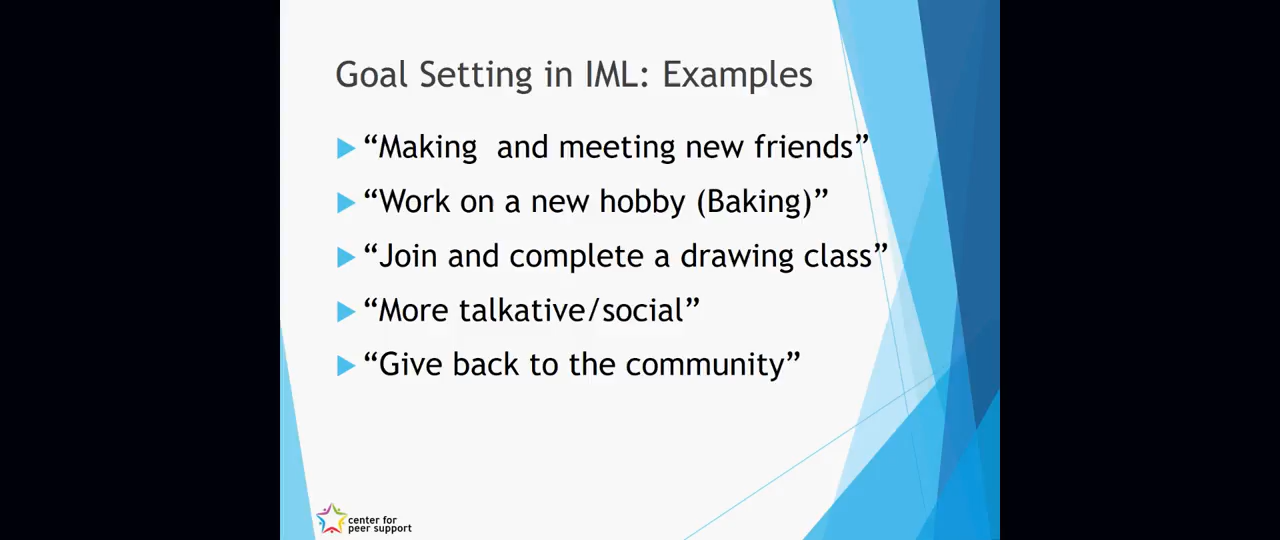 Goal Setting in IML: Examples
“Making  and meeting new friends”
“Work on a new hobby (Baking)”
“Join and complete a drawing class”
“More talkative/social”
“Give back to the community”
center for
peer support